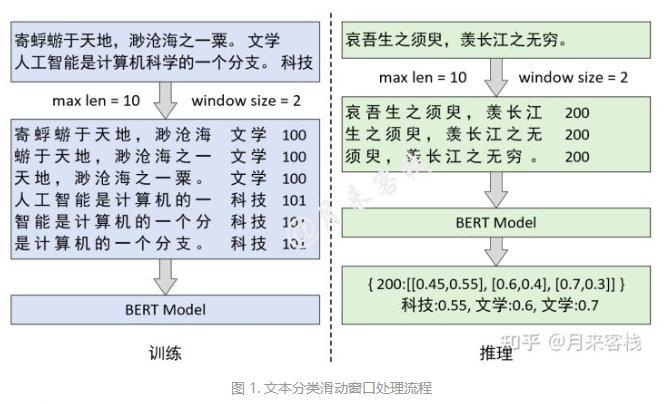 寄蜉蝣于天地，渺沧海之一粟。 文学
人工智能是计算机科学的一个分支。 科技
max len = 10 window size = 2
寄蜉蝣于天地，渺沧海 文学 100
蝣于天地，渺沧海之一 文学 100
天地，渺沧海之一粟。 文学 100
人工智能是计算机的一 科技 101
智能是计算机的一个分 科技 101
是计算机的一个分支。 科技 101
BERT Model
训练
哀吾生之须臾，羡长江之无穷。
max len = 10 window size = 2
哀吾生之须臾，羡长江 200
生之须臾，羡长江之无 200
须臾，羡长江之无穷。 200
BERT Model
{ 200:[[0.45,0.55], [0.6,0.4], [0.7,0.3]] }
科技:0.55, 文学:0.6, 文学:0.7
推理
@月来客栈
知乎 @月来客栈
图 1. 文本分类滑动窗口处理流程